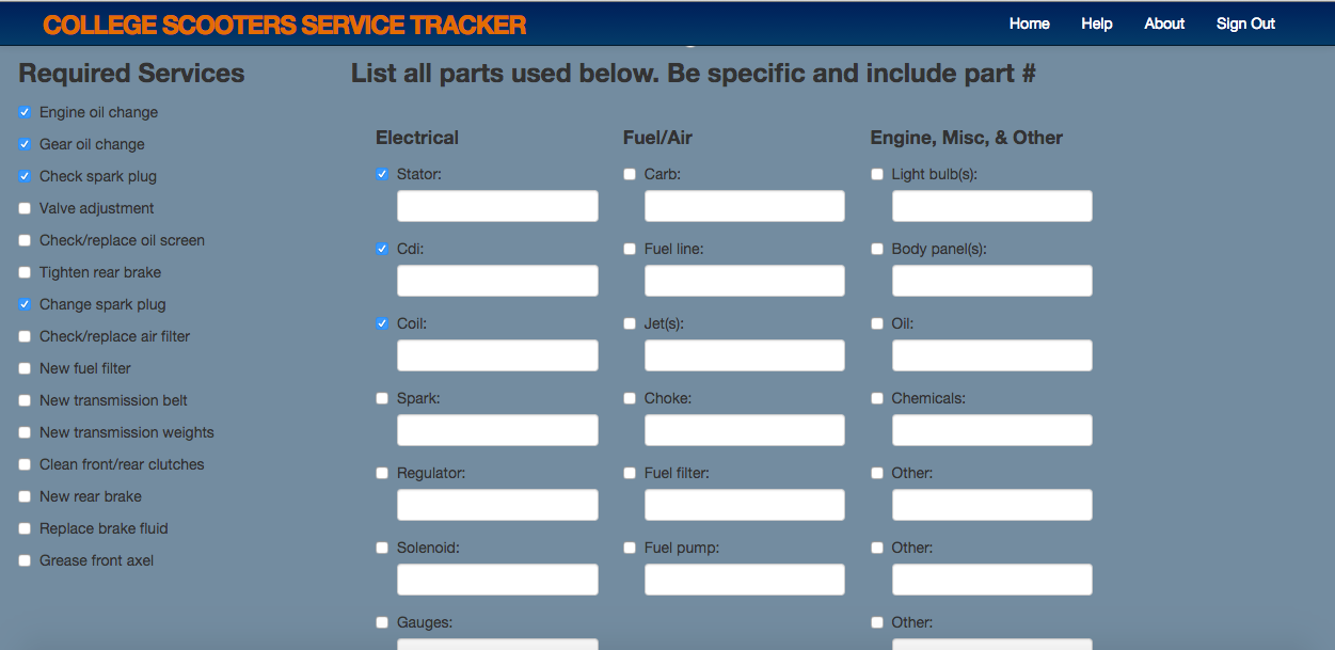 COLLEGE SCOOTERS SERVICE TRACKER
Home Help About Sign Out
Required Services
Engine oil change
Gear oil change
Check spark plug
Valve adjustment
Check/replace oil screen
Tighten rear brake
Change spark plug
Check/replace air filter
New fuel filter
New transmission belt
New transmission weights
Clean front/rear clutches
New rear brake
Replace brake fluid
Grease front axel
List all parts used below. Be specific and include part #
Electrical
Stator:
Cdi:
Coil:
Spark:
Regulator:
Solenoid:
Gauges:
Fuel/Air
Carb:
Fuel line:
Jet(s):
Choke:
Fuel filter:
Fuel pump:
Engine, Misc, & Other
Light bulb(s):
Body panel(s):
Oil:
Chemicals:
Other:
Other:
Other: